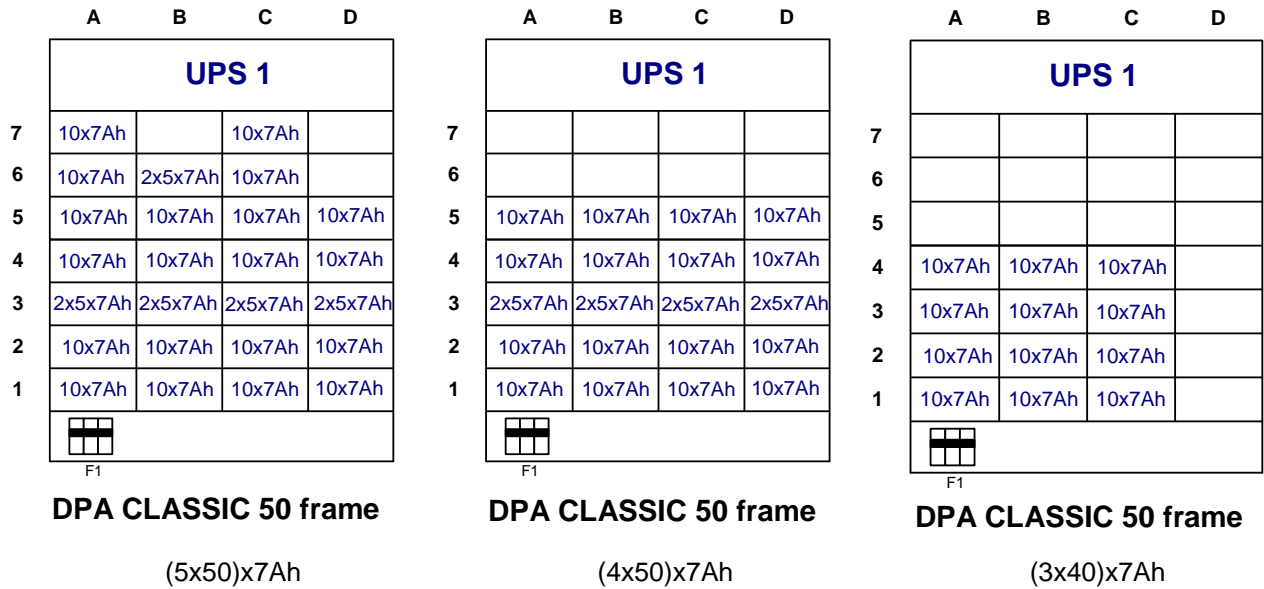 A B C D A B C D A B C D
UPS 1 UPS 1 UPS 1
7 10x7Ah 10x7Ah 7 7
6 10x7Ah 2x5x7Ah 10x7Ah 6 6
5 10x7Ah 10x7Ah 10x7Ah 10x7Ah 5 10x7Ah 10x7Ah 10x7Ah 10x7Ah 5
4 10x7Ah 10x7Ah 10x7Ah 10x7Ah 4 10x7Ah 10x7Ah 10x7Ah 10x7Ah 4 10x7Ah 10x7Ah 10x7Ah
3 2x5x7Ah 2x5x7Ah 2x5x7Ah 2x5x7Ah 3 2x5x7Ah 2x5x7Ah 2x5x7Ah 2x5x7Ah 3 10x7Ah 10x7Ah 10x7Ah
2 10x7Ah 10x7Ah 10x7Ah 10x7Ah 2 10x7Ah 10x7Ah 10x7Ah 10x7Ah 2 10x7Ah 10x7Ah 10x7Ah
1 10x7Ah 10x7Ah 10x7Ah 10x7Ah 1 10x7Ah 10x7Ah 10x7Ah 10x7Ah 1 10x7Ah 10x7Ah 10x7Ah
F1 F1 F1
DPA CLASSIC 50 frame DPA CLASSIC 50 frame DPA CLASSIC 50 frame
(5x50)x7Ah (4x50)x7Ah (3x40)x7Ah